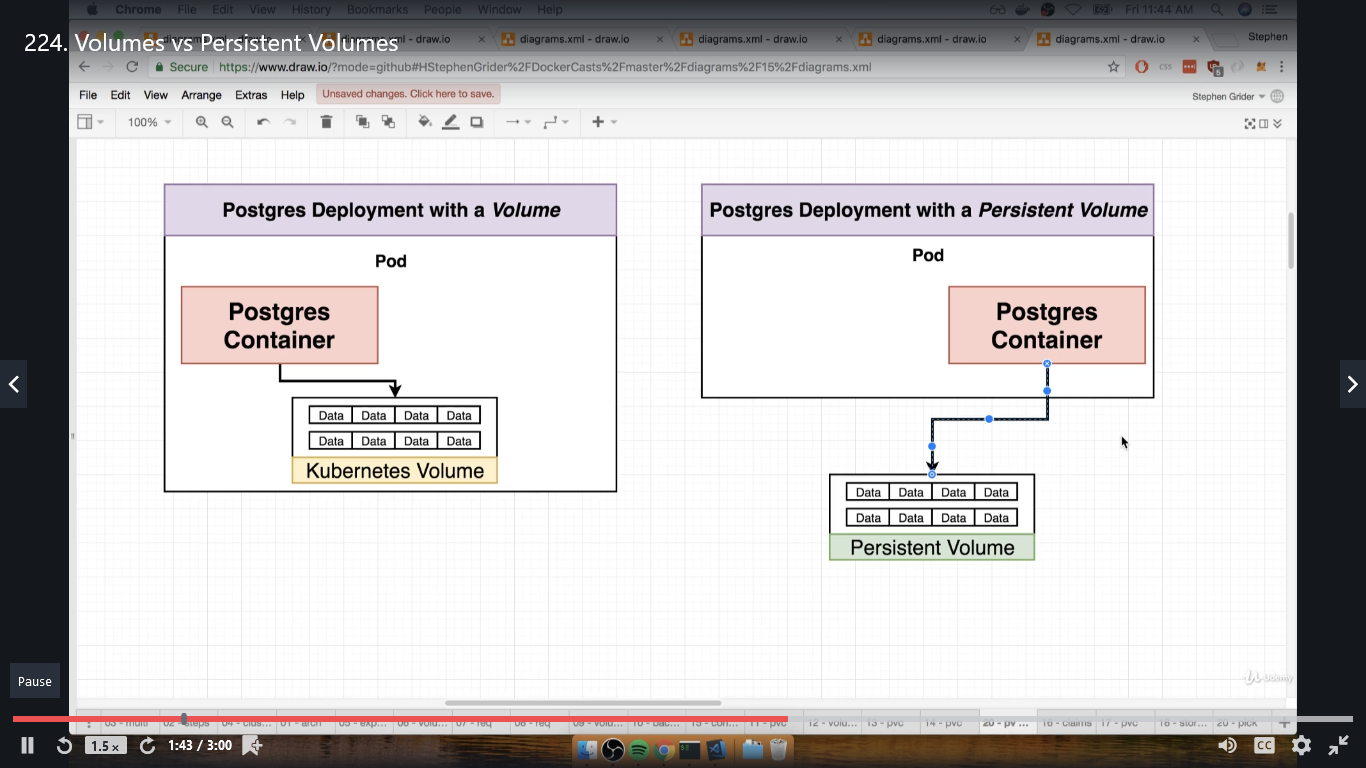 Chrome File Edit View History Bookmarks People Window Help Fri 11:44 AM
224. Volumes vs Persistent Volumes
draw.io diagrams.xml - draw.io diagrams.xml - draw.io diagrams.xml - draw.io diagrams.xml - draw.io Stephen
Secure https://www.draw.io/?mode=github#HStephenGrider%2FDockerCasts%2Fmaster%2Fdiagrams%2F15%2Fdiagrams.xml
File Edit View Arrange Extras Help Unsaved changes. Click here to save. Stephen Grider
100%
Postgres Deployment with a Volume
Pod
Postgres
Container
Data Data Data Data
Data Data Data Data
Kubernetes Volume
Postgres Deployment with a Persistent Volume
Pod
Postgres
Container
Data Data Data Data
Data Data Data Data
Persistent Volume
Udemy
Pause
03 - multi 02 - steps 04 - clus... 01 - arch 05 - exp... 06 - volu... 07 - req 08 - req 09 - volu... 10 - bac... 15 - con... 11 - pvc 12 - volu... 13 - pvc 14 - pvc 20 - pv ... 16 - claims 17 - pvc 18 - stor... 20 - pick
1.5 x 1:43 / 3:00 CC